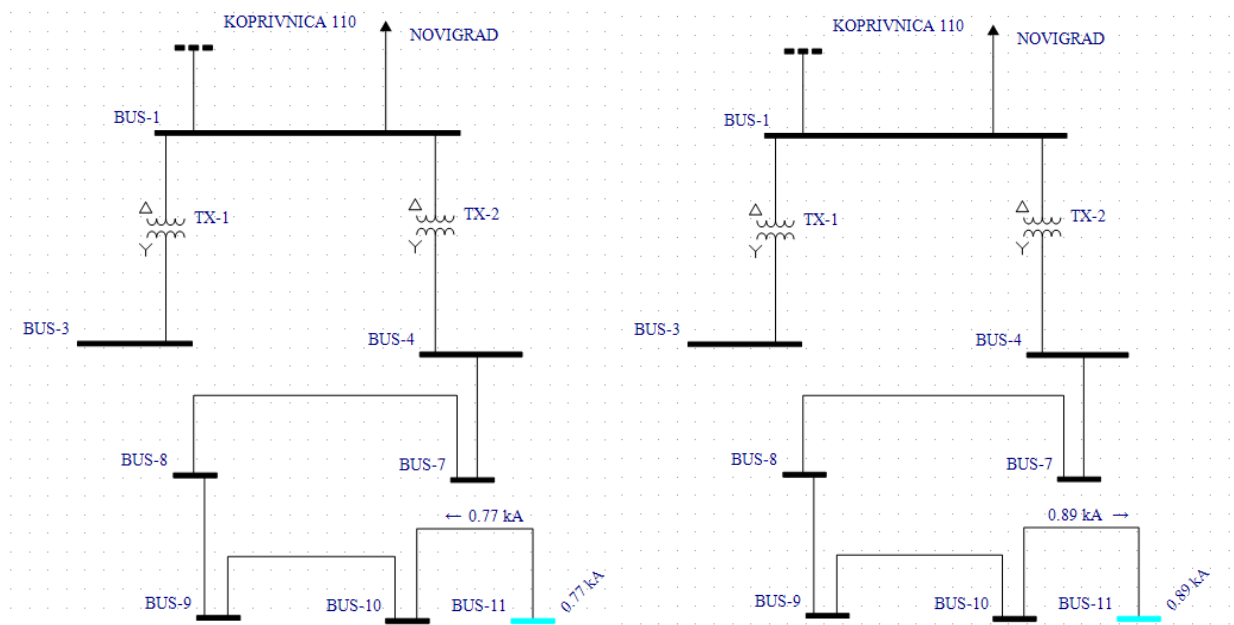 KOPRIVNICA 110
NOVIGRAD
BUS-1
TX-1
TX-2
BUS-3
BUS-4
BUS-8
BUS-7
← 0.77 kA
BUS-9
BUS-10
BUS-11
0.77 kA
KOPRIVNICA 110
NOVIGRAD
BUS-1
TX-1
TX-2
BUS-3
BUS-4
BUS-8
BUS-7
0.89 kA →
BUS-9
BUS-10
BUS-11
0.89 kA